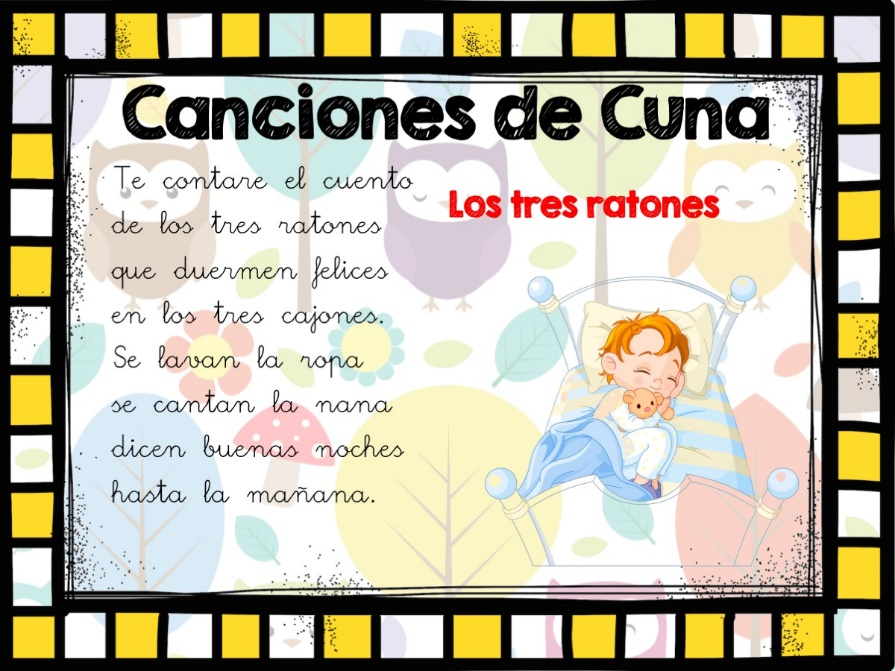 Canciones de Cuna
Los tres ratones
Te contare el cuento
de los tres ratones
que duermen felices
en los tres cajones.
Se lavan la ropa
se cantan la nana
dicen buenas noches
hasta la mañana.